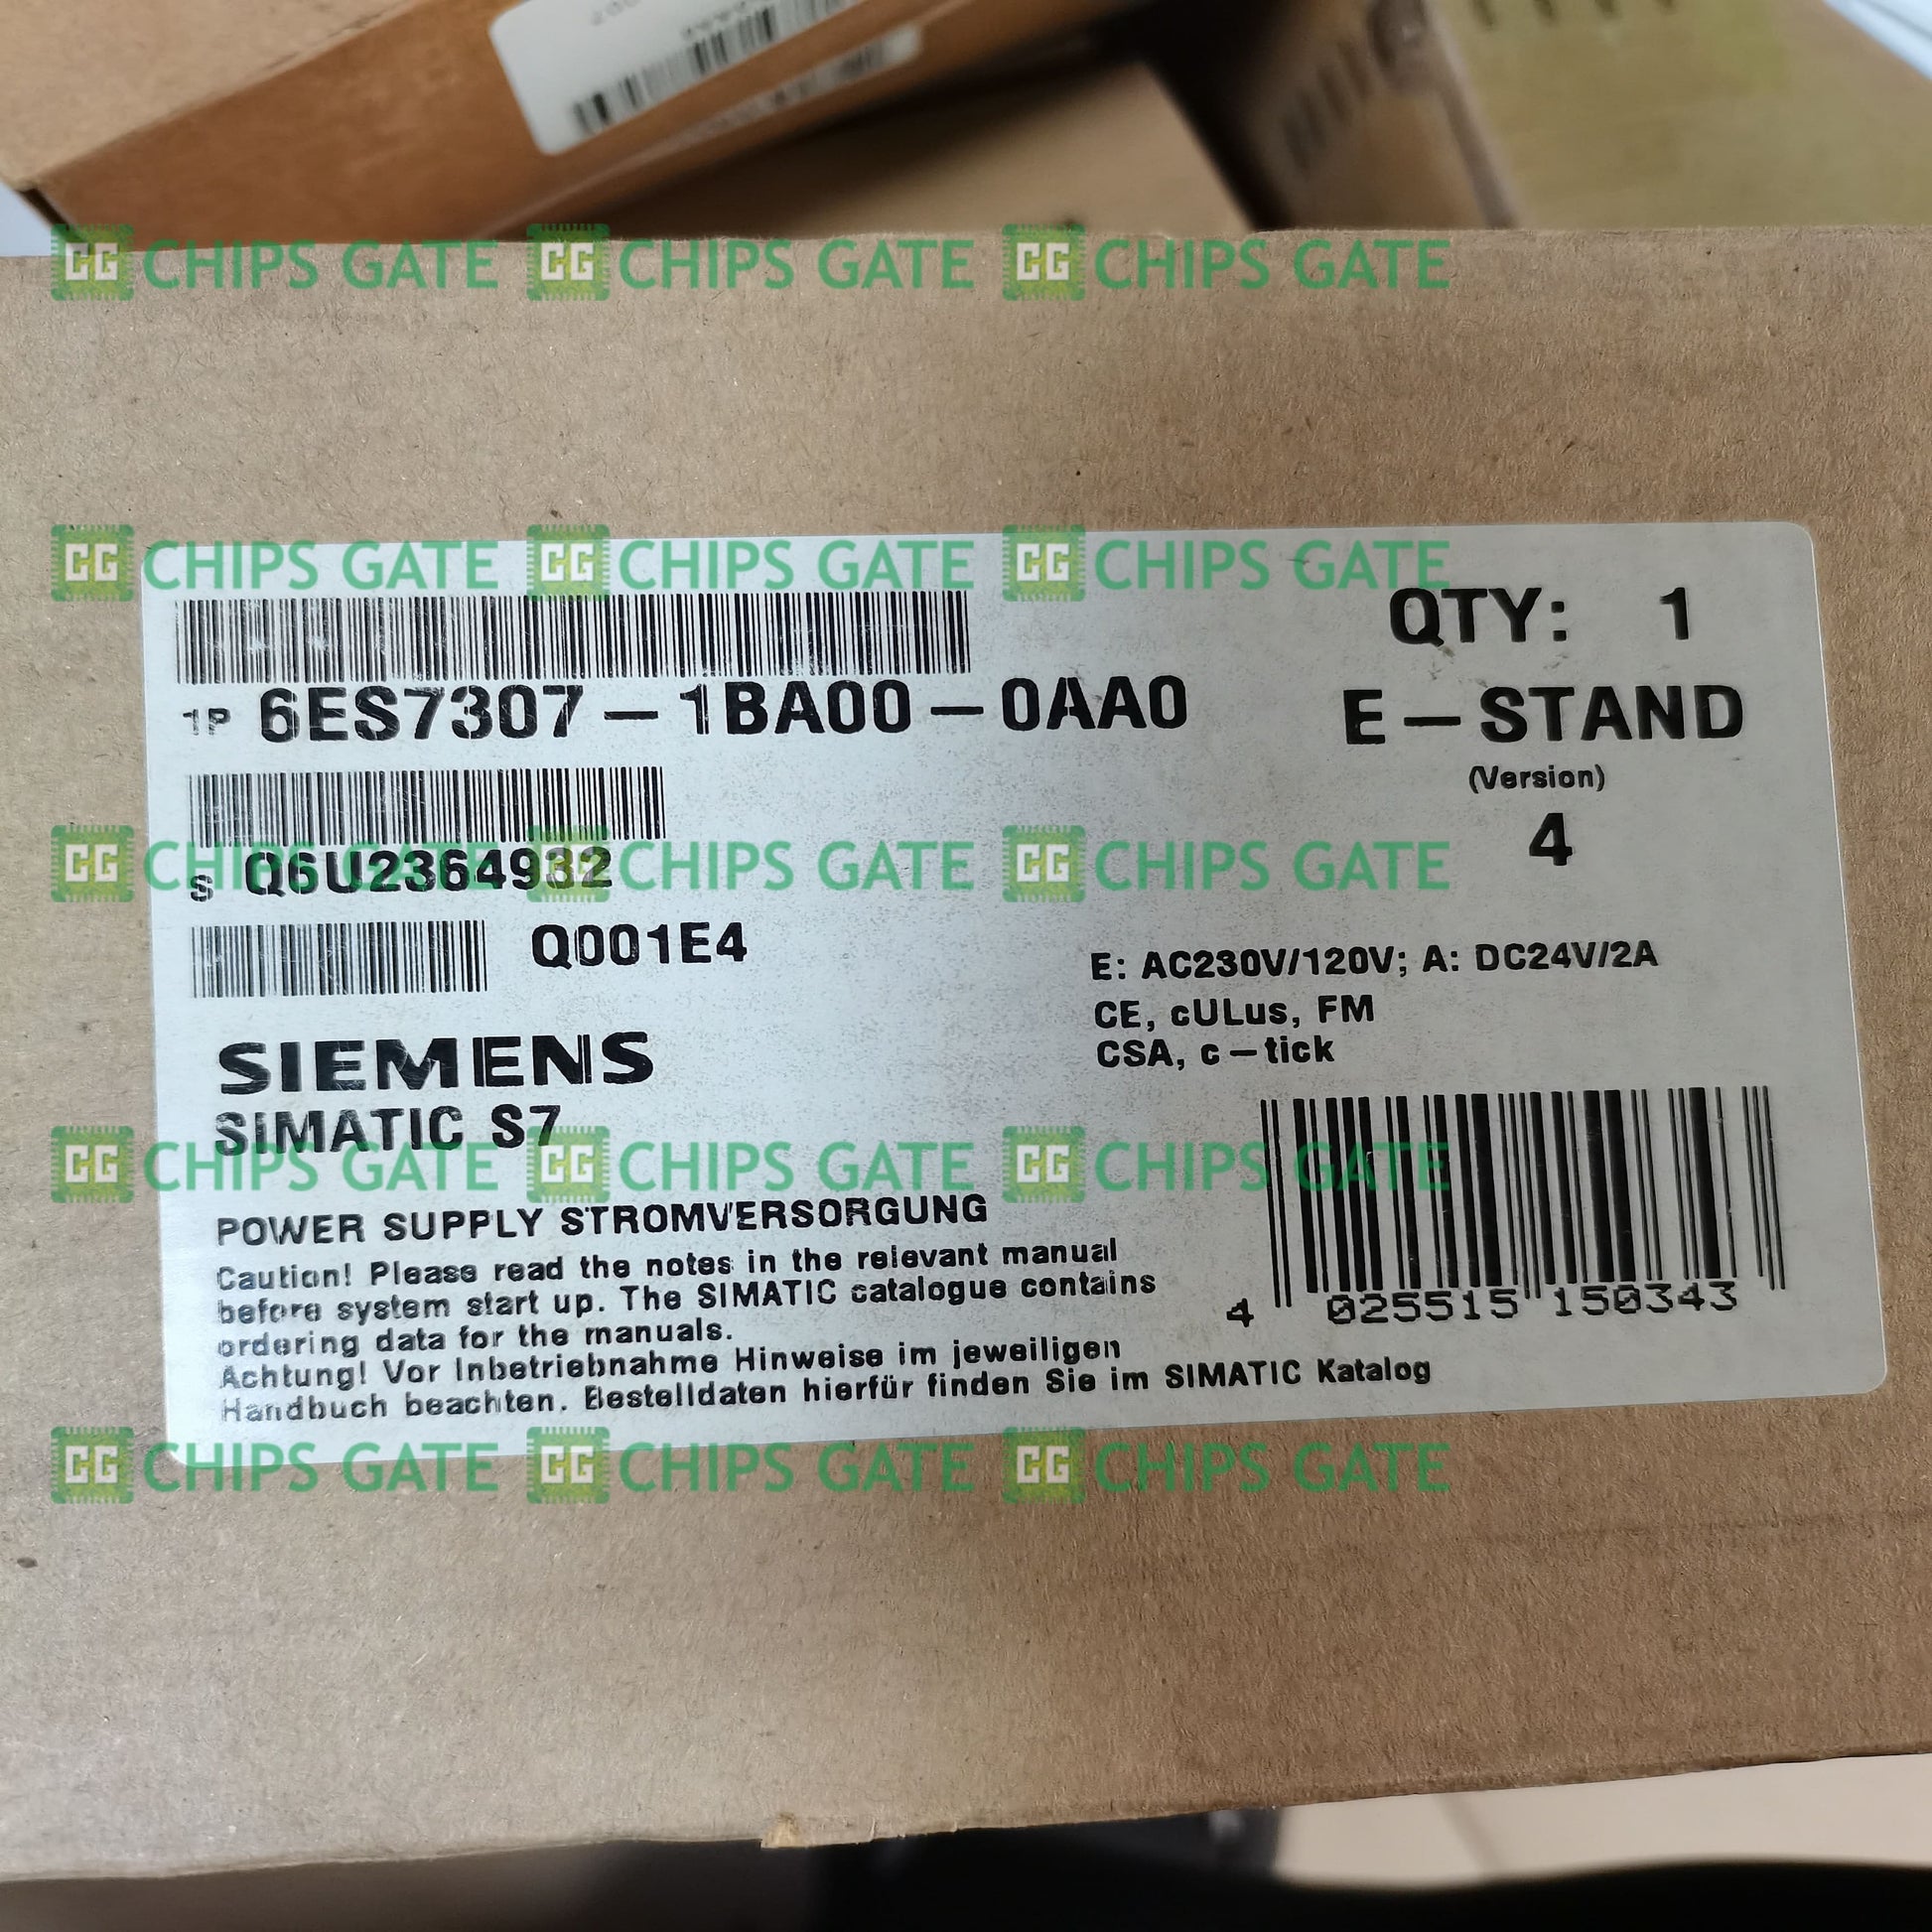 CG CHIPS GATE CG CHIPS GATE CG CHIPS GATE
CG CHIPS GATE CG CHIPS GATE CG CHIPS GATE
QTY: 1
1P 6ES7307-1BA00-0AA0
E-STAND
(Version)
4
CG CHIPS GATE CG CHIPS GATE CG CHIPS GATE
S Q6U2364932
Q001E4
E: AC230V/120V; A: DC24V/2A
CE, cULus, FM
CSA, c-tick
SIEMENS
SIMATIC S7
CG CHIPS GATE CG CHIPS GATE CG CHIPS GATE
POWER SUPPLY STROMVERSORGUNG
Caution! Please read the notes in the relevant manual
before system start up. The SIMATIC catalogue contains
ordering data for the manuals.
Achtung! Vor Inbetriebnahme Hinweise im jeweiligen
Handbuch beachten. Bestelldaten hierfür finden Sie im SIMATIC Katalog
4 025515 150343
CG CHIPS GATE CG CHIPS GATE CG CHIPS GATE